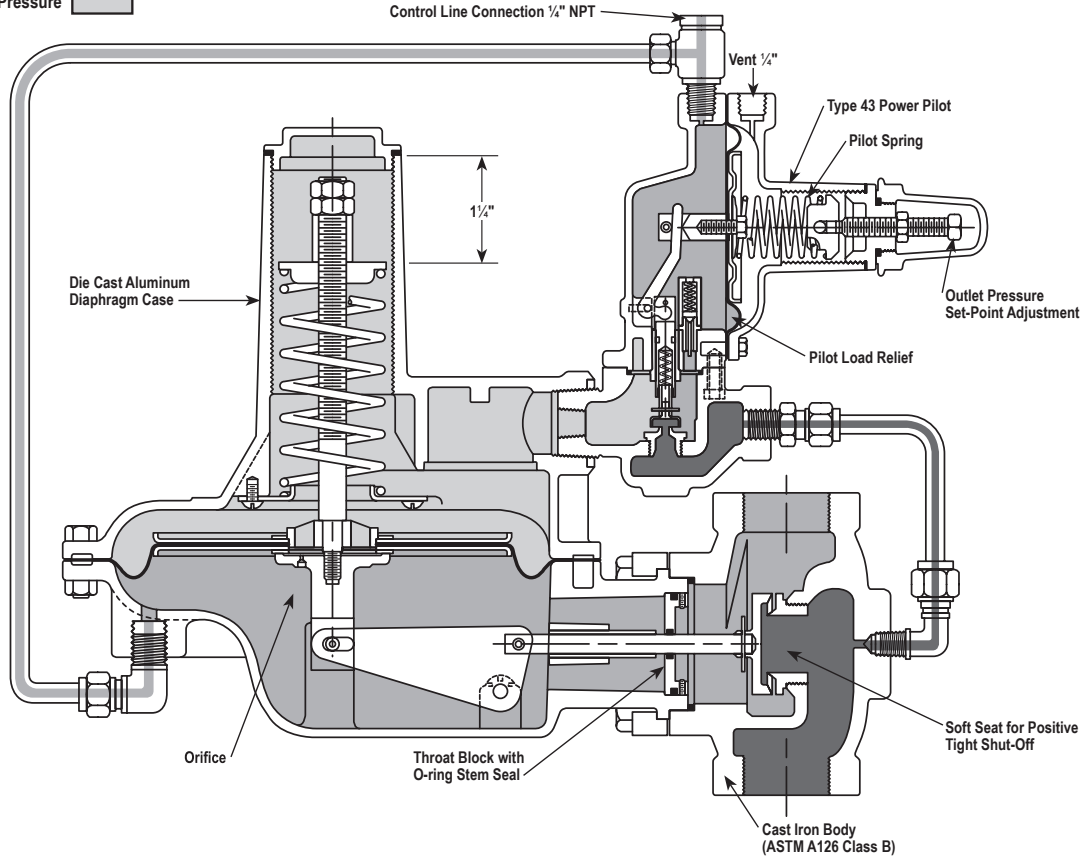 Pressure
Control Line Connection ¼" NPT
Vent ¼"
Type 43 Power Pilot
Pilot Spring
1¼"
Die Cast Aluminum
Diaphragm Case
Outlet Pressure
Set-Point Adjustment
Pilot Load Relief
Orifice
Throat Block with
O-ring Stem Seal
Soft Seat for Positive
Tight Shut-Off
Cast Iron Body
(ASTM A126 Class B)